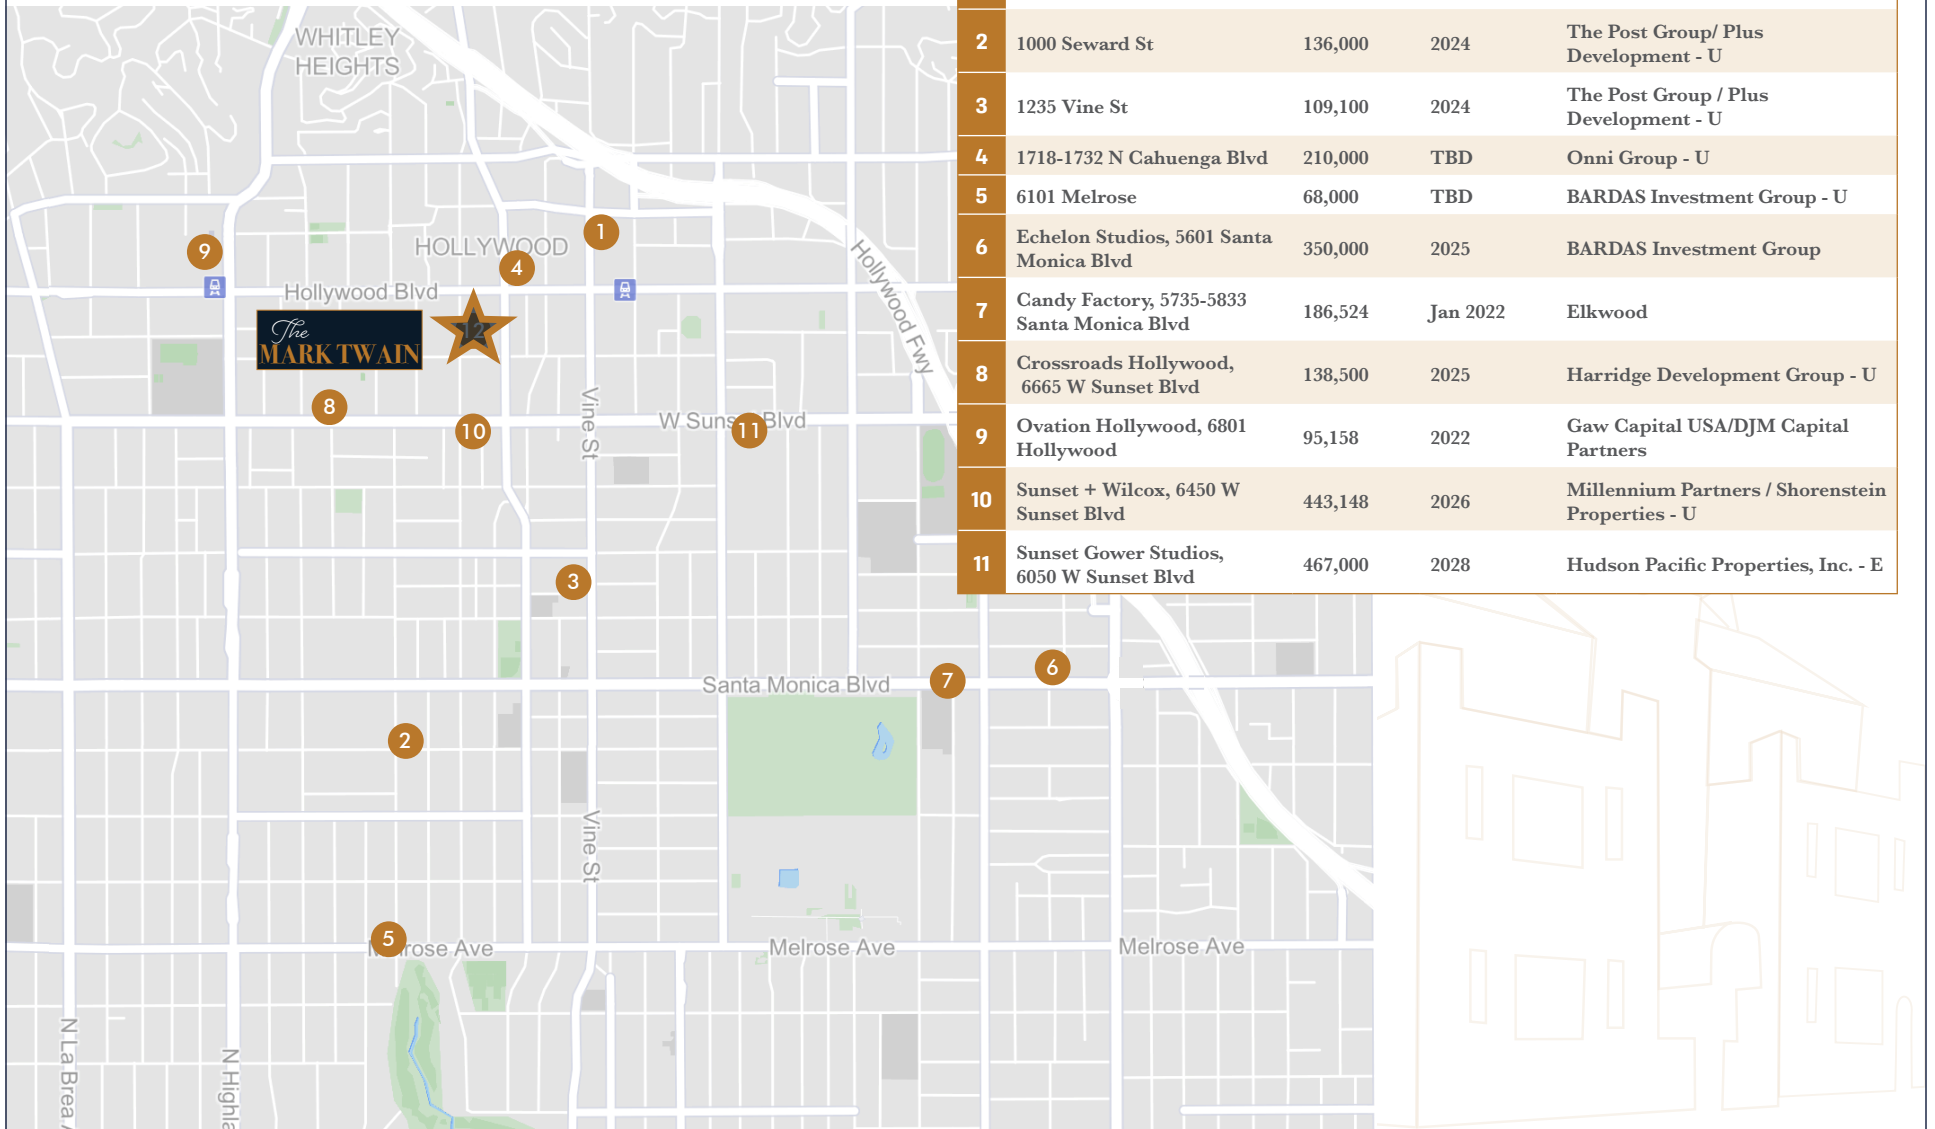 WHITLEY
HEIGHTS
HOLLYWOOD
Hollywood Blvd
Hollywood Fwy
The
MARK TWAIN
12
1
4
9
8
10
11
3
7
6
2
5
Vine St
W Sunset Blvd
Santa Monica Blvd
Vine St
Melrose Ave
Melrose Ave
Melrose Ave
N La Brea
N Highla
2 1000 Seward St 136,000 2024 The Post Group/ Plus
Development - U
3 1235 Vine St 109,100 2024 The Post Group / Plus
Development - U
4 1718-1732 N Cahuenga Blvd 210,000 TBD Onni Group - U
5 6101 Melrose 68,000 TBD BARDAS Investment Group - U
6 Echelon Studios, 5601 Santa
Monica Blvd 350,000 2025 BARDAS Investment Group
7 Candy Factory, 5735-5833
Santa Monica Blvd 186,524 Jan 2022 Elkwood
8 Crossroads Hollywood,
6665 W Sunset Blvd 138,500 2025 Harridge Development Group - U
9 Ovation Hollywood, 6801
Hollywood 95,158 2022 Gaw Capital USA/DJM Capital
Partners
10 Sunset + Wilcox, 6450 W
Sunset Blvd 443,148 2026 Millennium Partners / Shorenstein
Properties - U
11 Sunset Gower Studios,
6050 W Sunset Blvd 467,000 2028 Hudson Pacific Properties, Inc. - E